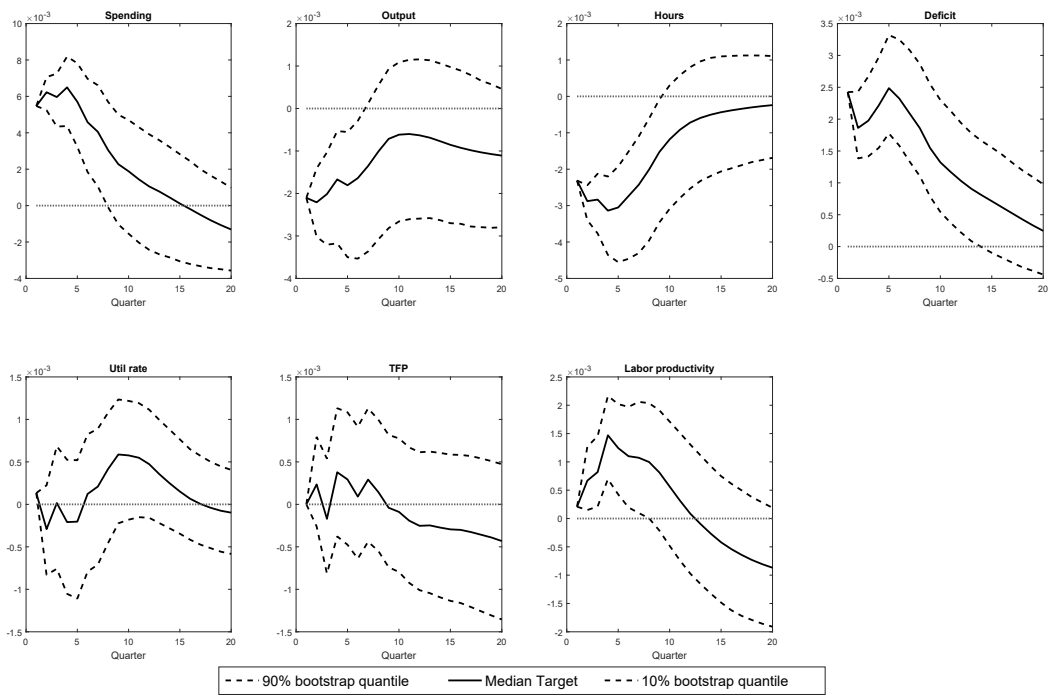 Spending
×10⁻³
10
8
6
4
2
0
-2
-4
0 5 10 15 20
Quarter
Output
×10⁻³
2
1
0
-1
-2
-3
-4
0 5 10 15 20
Quarter
Hours
×10⁻³
2
1
0
-1
-2
-3
-4
-5
0 5 10 15 20
Quarter
Deficit
×10⁻³
3.5
3
2.5
2
1.5
1
0.5
0
-0.5
0 5 10 15 20
Quarter
Util rate
×10⁻³
1.5
1
0.5
0
-0.5
-1
-1.5
0 5 10 15 20
Quarter
TFP
×10⁻³
1.5
1
0.5
0
-0.5
-1
-1.5
0 5 10 15 20
Quarter
Labor productivity
×10⁻³
2.5
2
1.5
1
0.5
0
-0.5
-1
-1.5
-2
0 5 10 15 20
Quarter
90% bootstrap quantile Median Target 10% bootstrap quantile